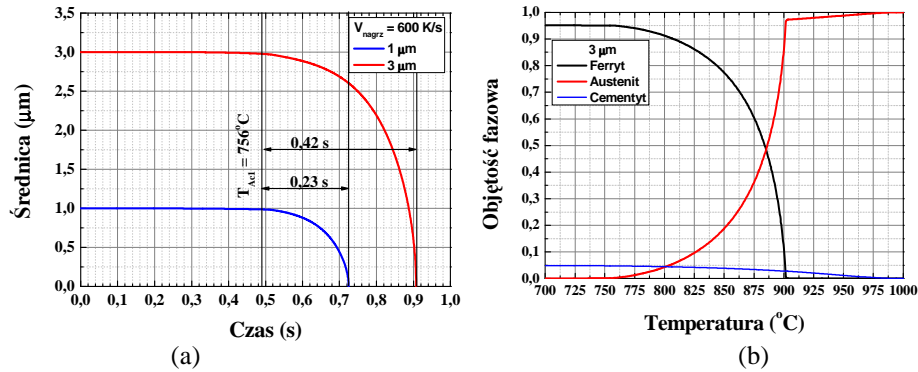 V nagrz = 600 K/s
1 µm
3 µm
T Ac1 = 756°C
0,42 s
0,23 s
Średnica (µm)
3,5
3,0
2,5
2,0
1,5
1,0
0,5
0,0
0,0 0,1 0,2 0,3 0,4 0,5 0,6 0,7 0,8 0,9 1,0
Czas (s)
(a)
3 µm
Ferryt
Austenit
Cementyt
Objętość fazowa
1,0
0,9
0,8
0,7
0,6
0,5
0,4
0,3
0,2
0,1
0,0
700 725 750 775 800 825 850 875 900 925 950 975 1000
Temperatura (°C)
(b)